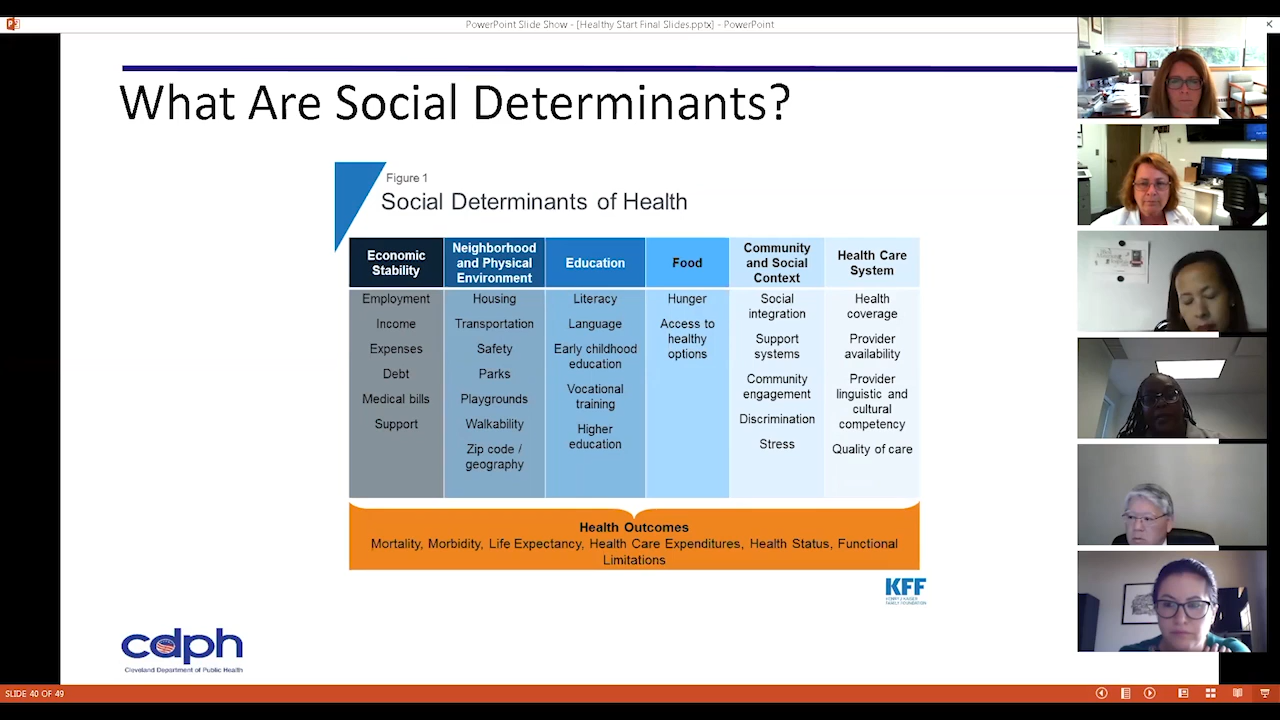 PowerPoint Slide Show - [Healthy Start Final Slides.pptx] - PowerPoint
What Are Social Determinants?
Figure 1
Social Determinants of Health
Economic
Stability
Employment
Income
Expenses
Debt
Medical bills
Support
Neighborhood
and Physical
Environment
Housing
Transportation
Safety
Parks
Playgrounds
Walkability
Zip code /
geography
Education
Literacy
Language
Early childhood
education
Vocational
training
Higher
education
Food
Hunger
Access to
healthy
options
Community
and Social
Context
Social
integration
Support
systems
Community
engagement
Discrimination
Stress
Health Care
System
Health
coverage
Provider
availability
Provider
linguistic and
cultural
competency
Quality of care
Health Outcomes
Mortality, Morbidity, Life Expectancy, Health Care Expenditures, Health Status, Functional
Limitations
KFF
HENRY J KAISER
FAMILY FOUNDATION
cdph
Cleveland Department of Public Health
SLIDE 40 OF 49